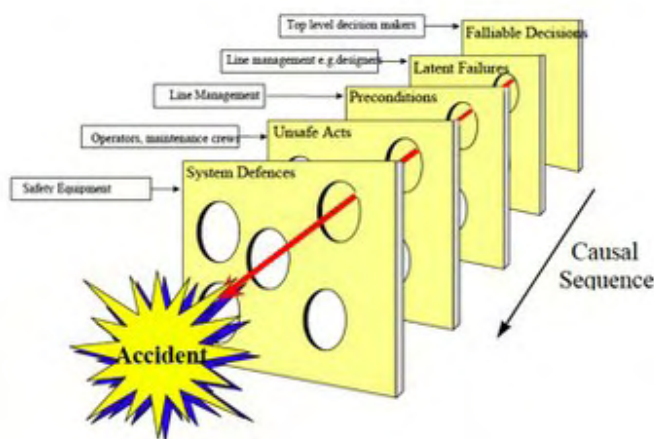 Top level decision makers
Falliable Decisions
Line management e.g.designers
Latent Failures
Line Management
Preconditions
Operators, maintenance crews
Unsafe Acts
Safety Equipment
System Defences
Causal
Sequence
Accident